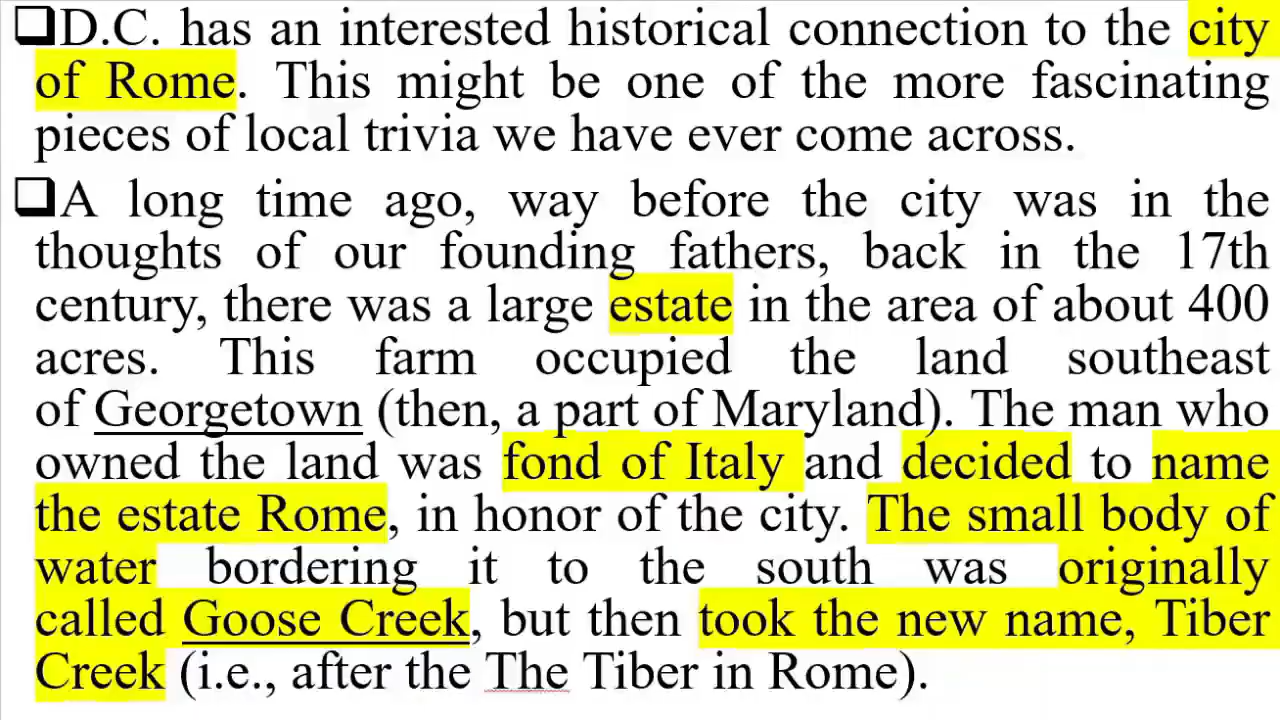 ❑D.C. has an interested historical connection to the city
of Rome. This might be one of the more fascinating
pieces of local trivia we have ever come across.
❑A long time ago, way before the city was in the
thoughts of our founding fathers, back in the 17th
century, there was a large estate in the area of about 400
acres. This farm occupied the land southeast
of Georgetown (then, a part of Maryland). The man who
owned the land was fond of Italy and decided to name
the estate Rome, in honor of the city. The small body of
water bordering it to the south was originally
called Goose Creek, but then took the new name, Tiber
Creek (i.e., after the The Tiber in Rome).